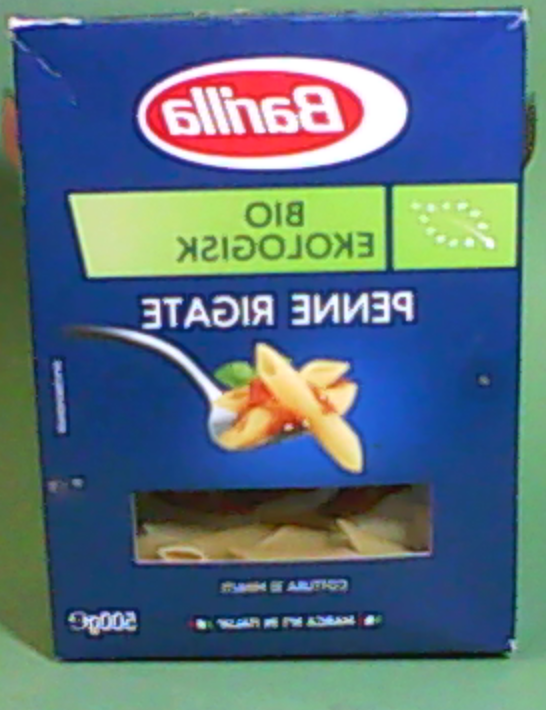 Barilla
BIO
EKOLOGISK
PENNE RIGATE
COTTURA 11 MINUTI
MARCA N°1 IN ITALIA*
500g e